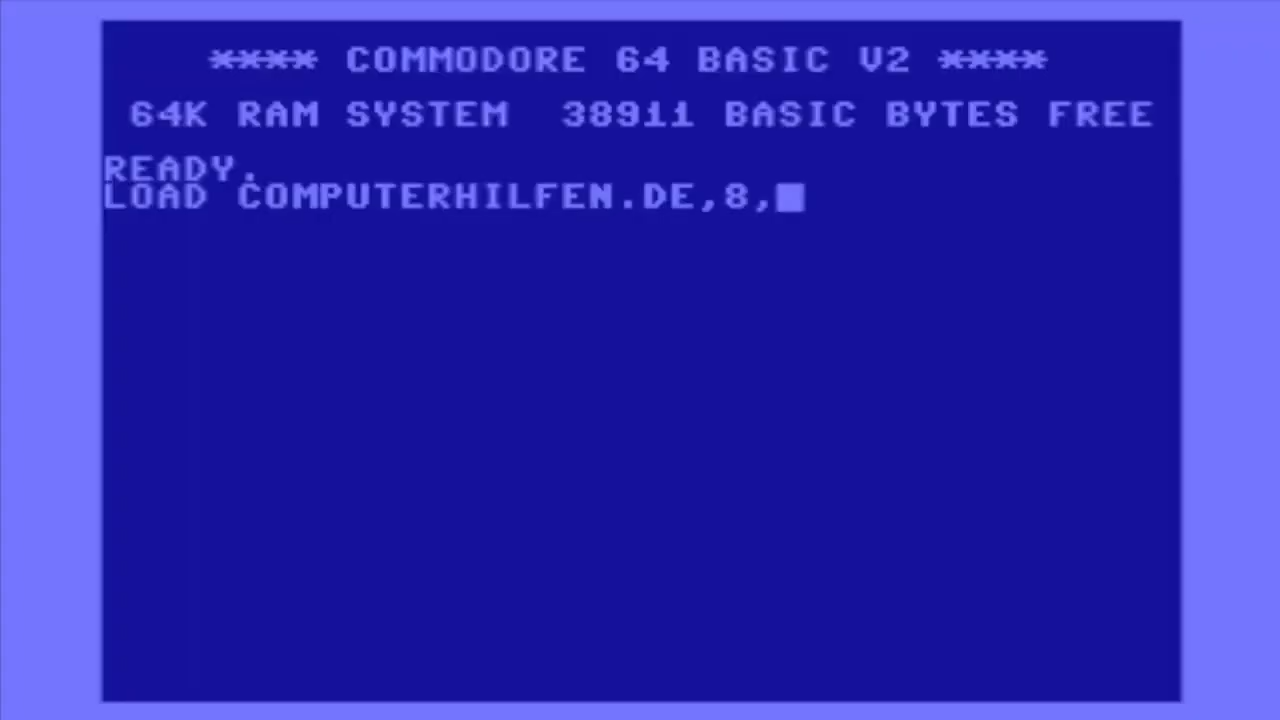 **** COMMODORE 64 BASIC V2 ****
64K RAM SYSTEM  38911 BASIC BYTES FREE
READY.
LOAD COMPUTERHILFEN.DE,8,